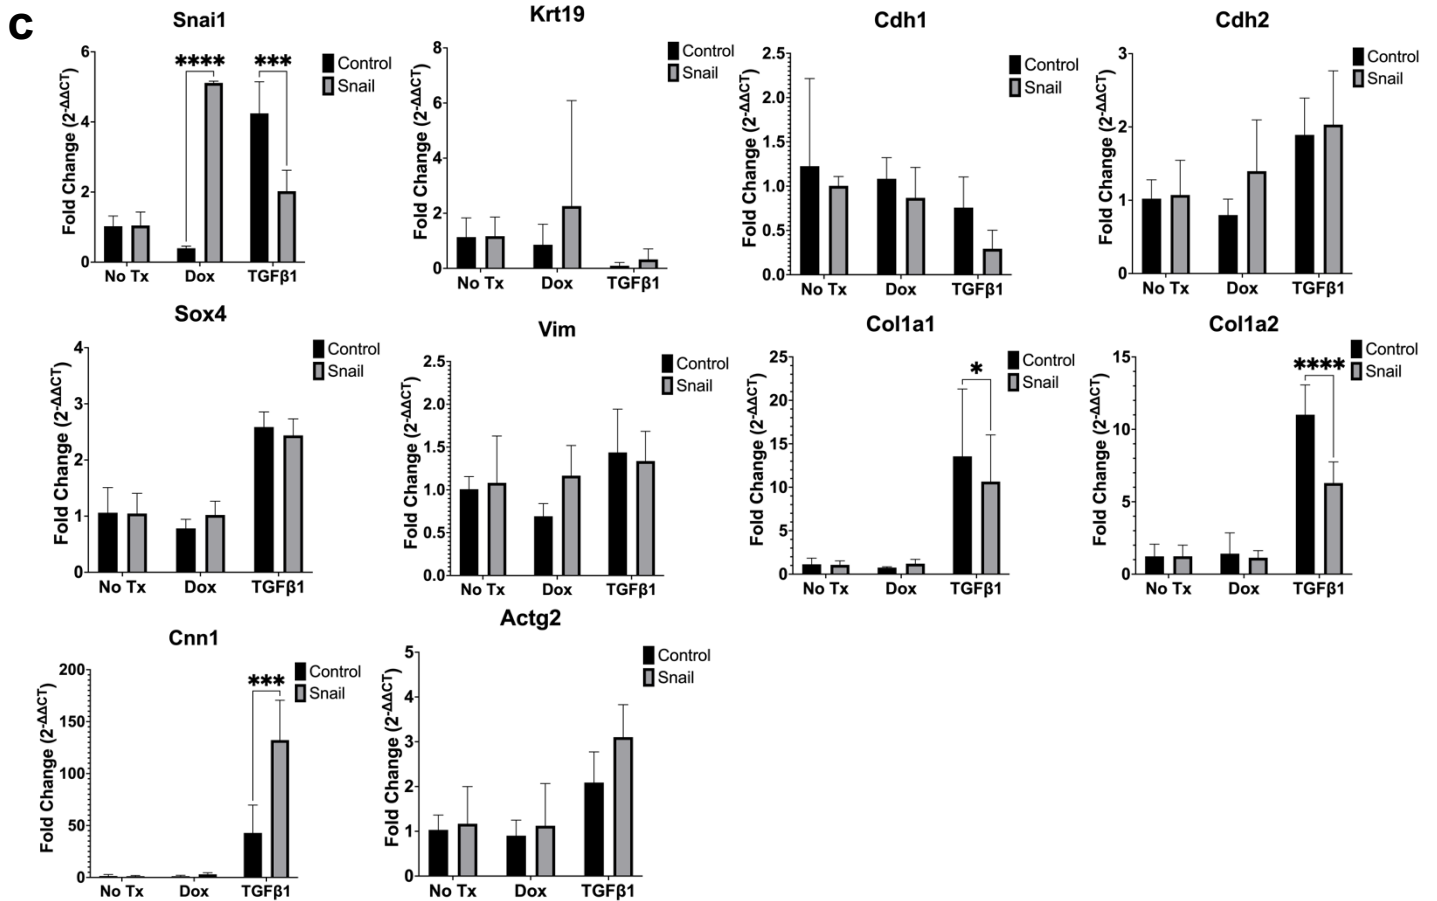 C
Snai1
Fold Change (2-ΔΔCT)
6
4
2
0
**** ***
Control
Snail
No Tx Dox TGFβ1
Krt19
Fold Change (2-ΔΔCT)
8
6
4
2
0
Control
Snail
No Tx Dox TGFβ1
Cdh1
Fold Change (2-ΔΔCT)
2.5
2.0
1.5
1.0
0.5
0.0
Control
Snail
No Tx Dox TGFβ1
Cdh2
Fold Change (2-ΔΔCT)
3
2
1
0
Control
Snail
No Tx Dox TGFβ1
Sox4
Fold Change (2-ΔΔCT)
4
3
2
1
0
Control
Snail
No Tx Dox TGFβ1
Vim
Fold Change (2-ΔΔCT)
2.5
2.0
1.5
1.0
0.5
0.0
Control
Snail
No Tx Dox TGFβ1
Col1a1
Fold Change (2-ΔΔCT)
25
20
15
10
5
0
*
Control
Snail
No Tx Dox TGFβ1
Col1a2
Fold Change (2-ΔΔCT)
15
10
5
0
****
Control
Snail
No Tx Dox TGFβ1
Cnn1
Fold Change (2-ΔΔCT)
200
150
100
50
0
***
Control
Snail
No Tx Dox TGFβ1
Actg2
Fold Change (2-ΔΔCT)
5
4
3
2
1
0
Control
Snail
No Tx Dox TGFβ1